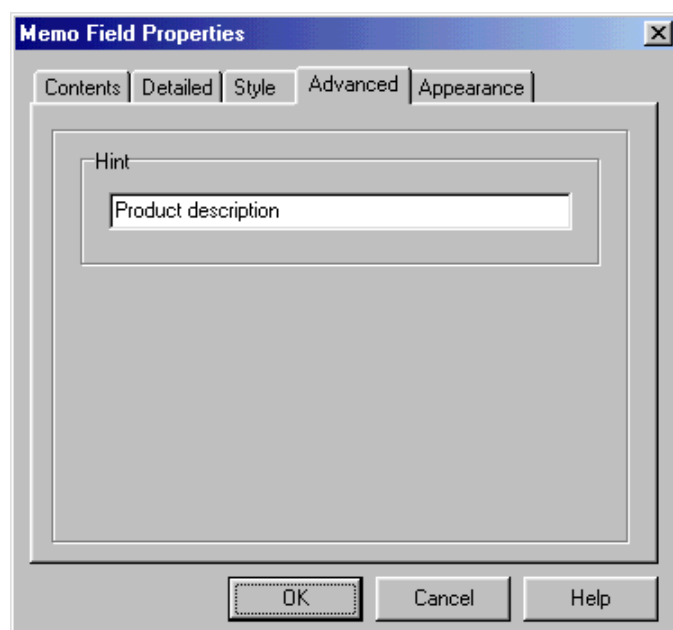 Memo Field Properties
Contents Detailed Style Advanced Appearance
Hint
Product description
OK Cancel Help